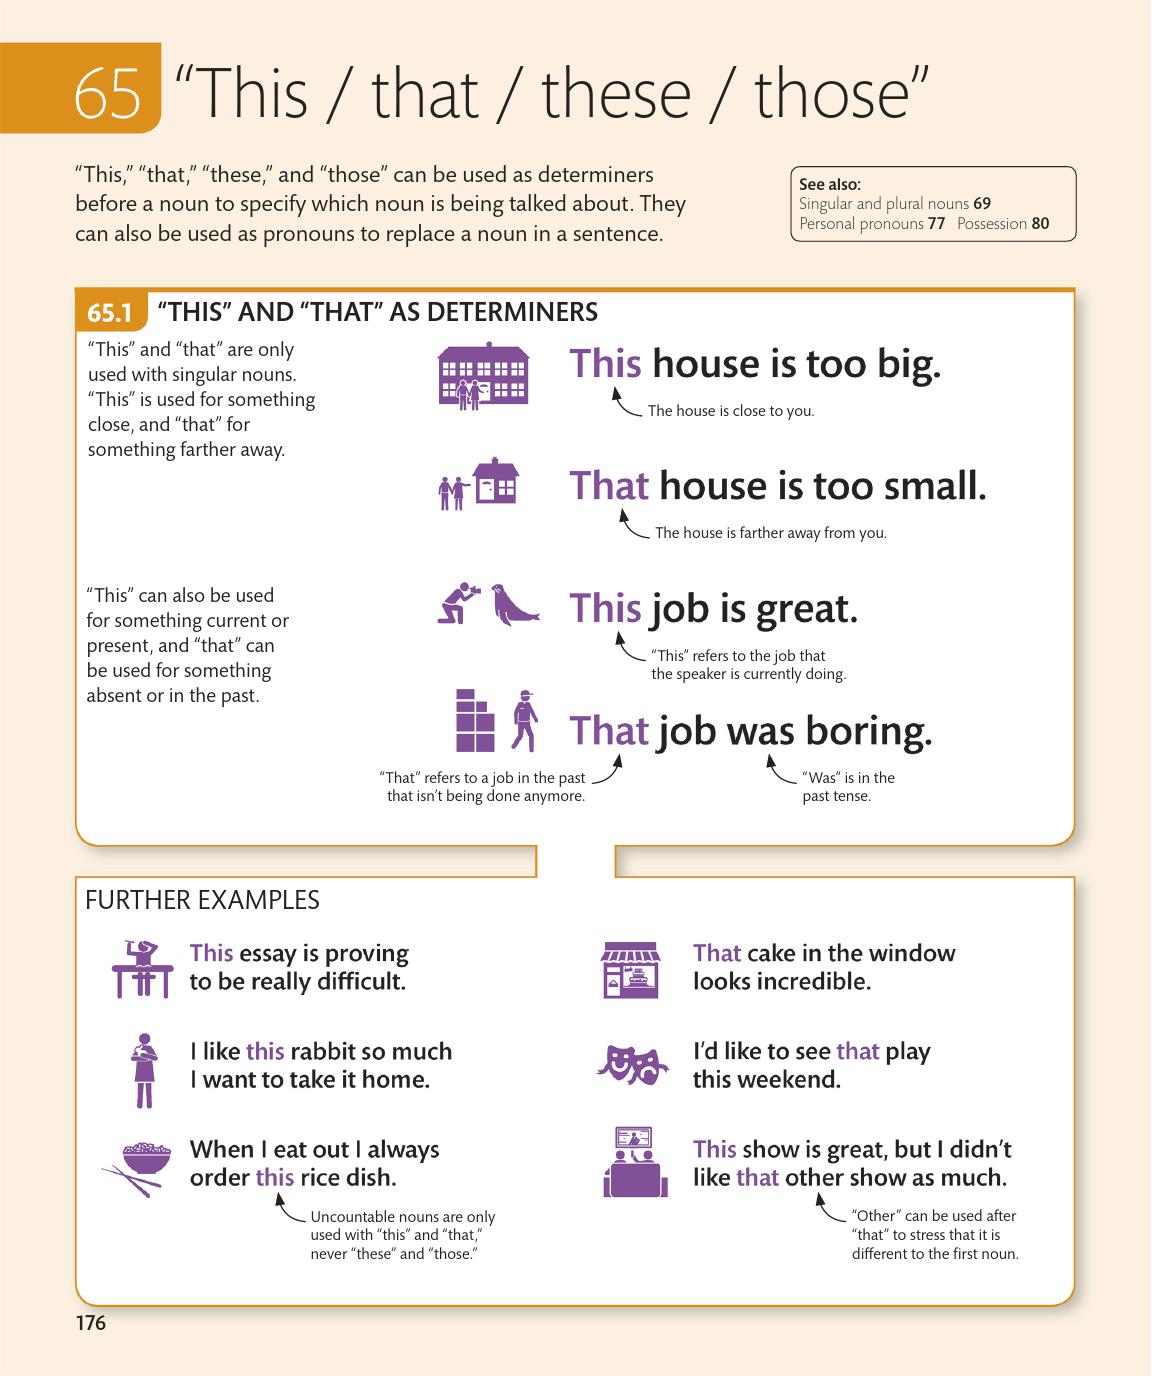 65 “This / that / these / those”
“This,” “that,” “these,” and “those” can be used as determiners
before a noun to specify which noun is being talked about. They
can also be used as pronouns to replace a noun in a sentence.
See also:
Singular and plural nouns 69
Personal pronouns 77 Possession 80
65.1 “THIS” AND “THAT” AS DETERMINERS
“This” and “that” are only
used with singular nouns.
“This” is used for something
close, and “that” for
something farther away.
This house is too big.
The house is close to you.
That house is too small.
The house is farther away from you.
“This” can also be used
for something current or
present, and “that” can
be used for something
absent or in the past.
This job is great.
“This” refers to the job that
the speaker is currently doing.
That job was boring.
“That” refers to a job in the past
that isn’t being done anymore.
“Was” is in the
past tense.
FURTHER EXAMPLES
This essay is proving
to be really difficult.
That cake in the window
looks incredible.
I like this rabbit so much
I want to take it home.
I’d like to see that play
this weekend.
When I eat out I always
order this rice dish.
Uncountable nouns are only
used with “this” and “that,”
never “these” and “those.”
This show is great, but I didn’t
like that other show as much.
“Other” can be used after
“that” to stress that it is
different to the first noun.
176